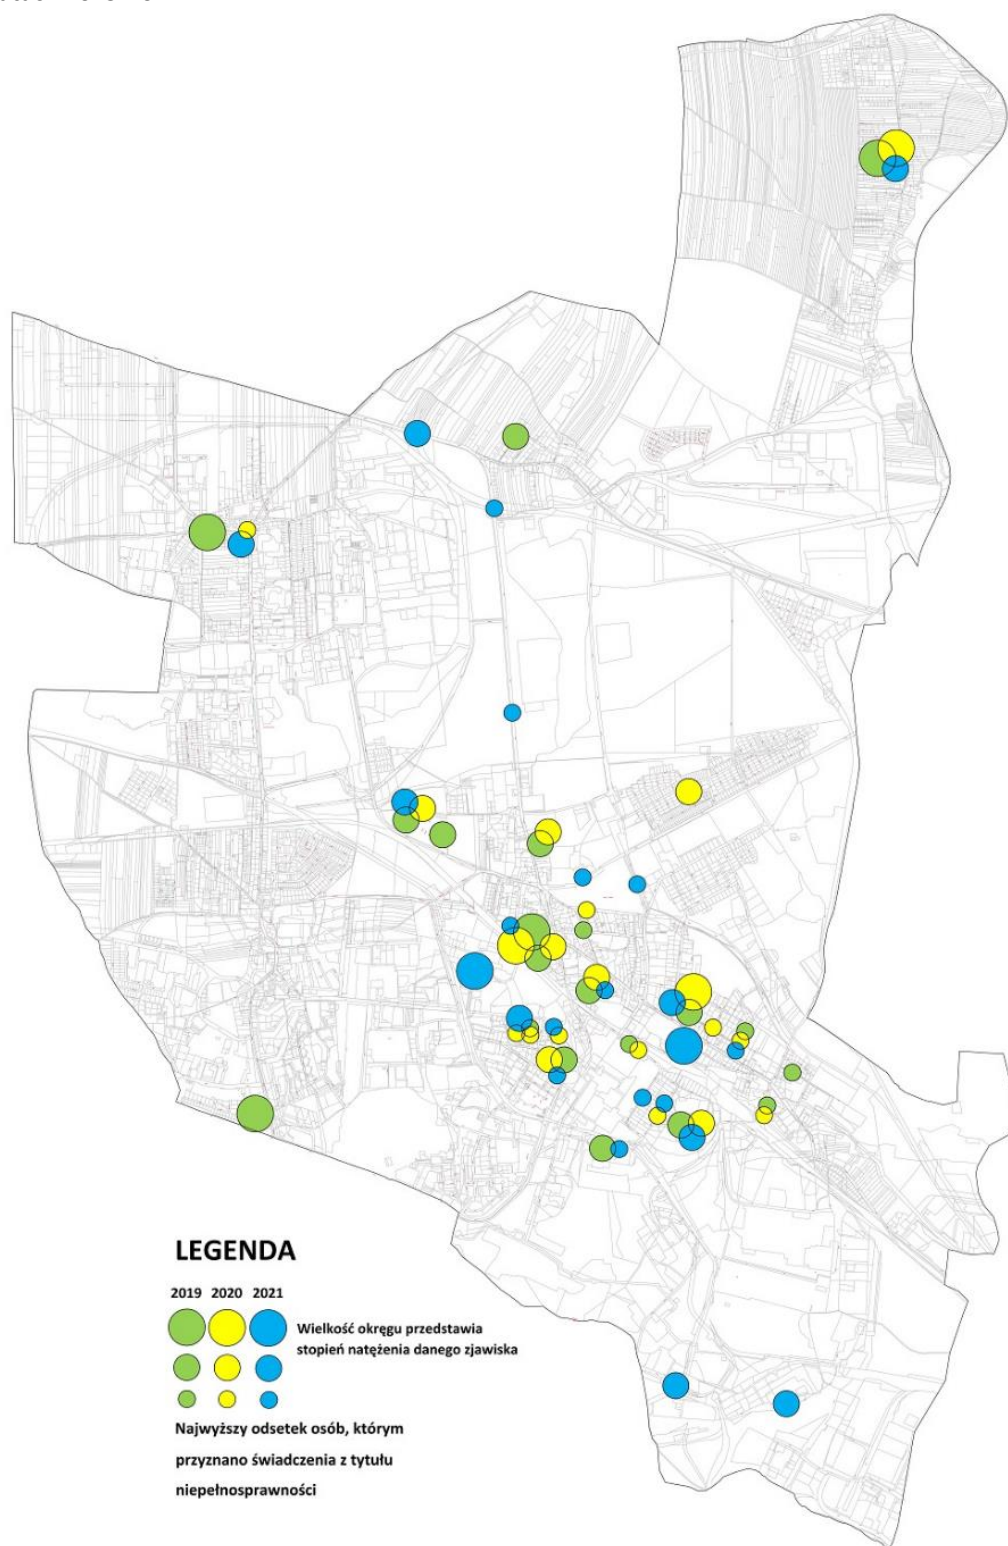 LEGENDA
2019 2020 2021
Wielkość okręgu przedstawia
stopień natężenia danego zjawiska
Najwyższy odsetek osób, którym
przyznano świadczenia z tytułu
niepełnosprawności